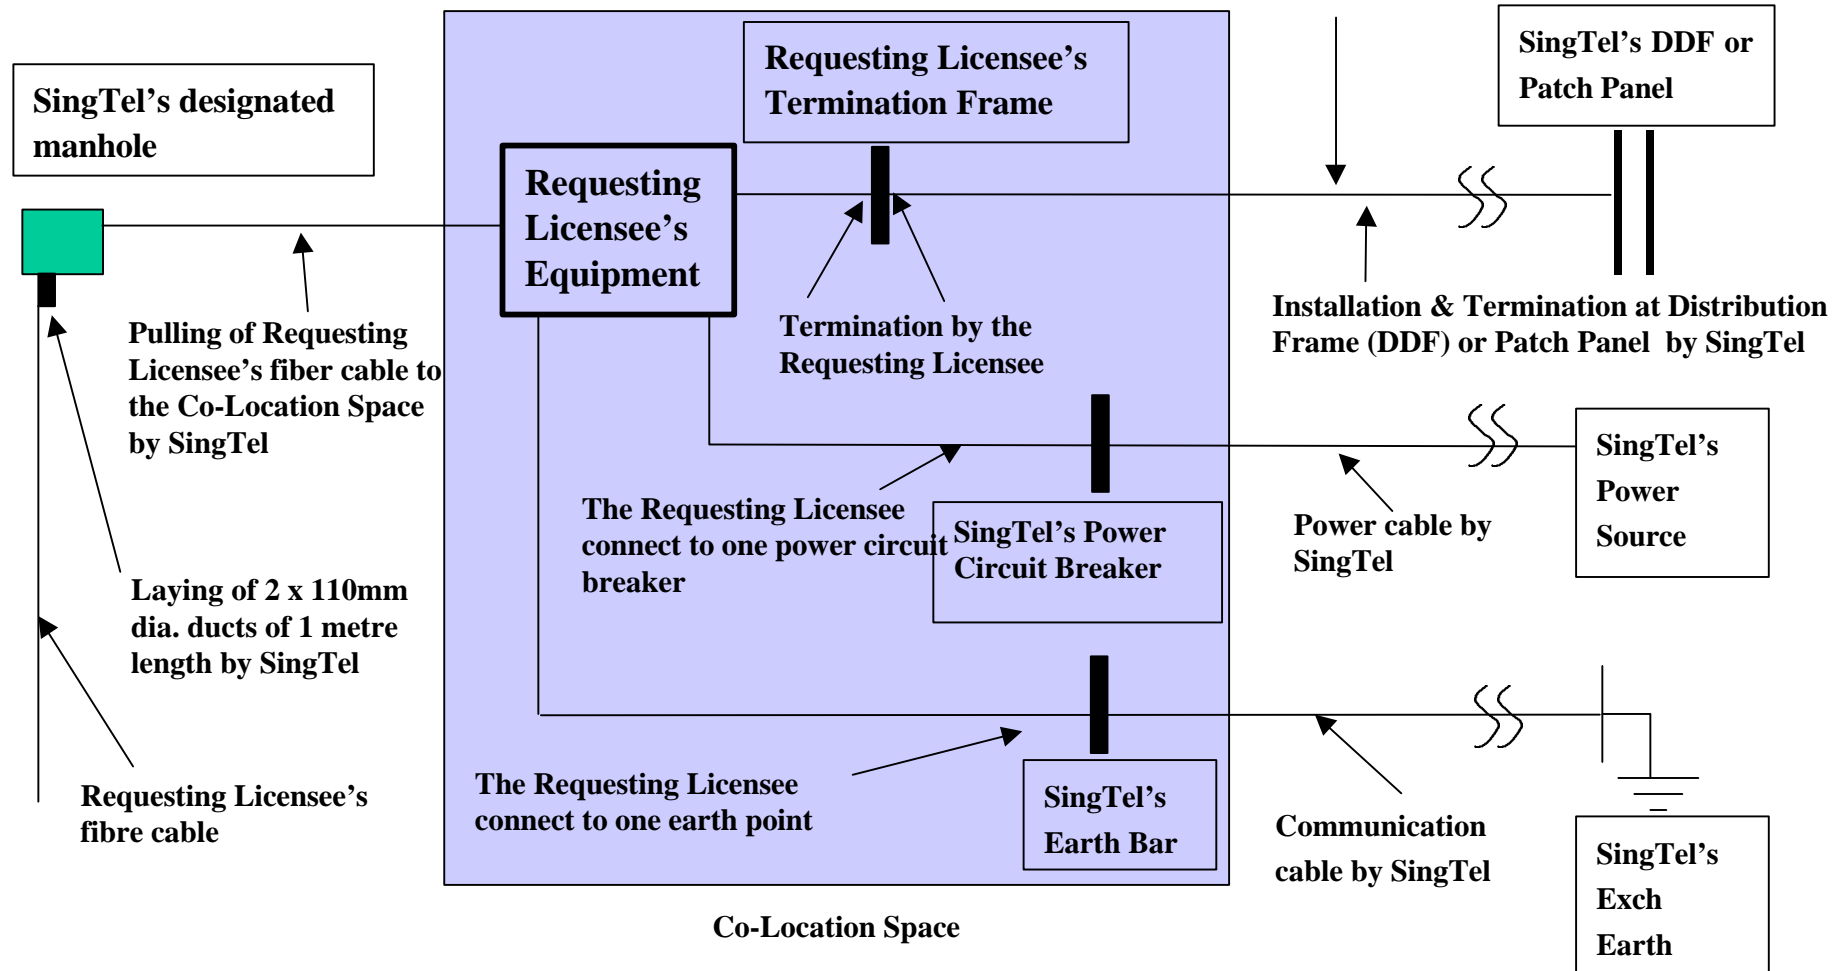 SingTel's designated
manhole
Requesting Licensee's
Termination Frame
SingTel's DDF or
Patch Panel
Requesting
Licensee's
Equipment
Pulling of Requesting
Licensee's fiber cable to
the Co-Location Space
by SingTel
Termination by the
Requesting Licensee
Installation & Termination at Distribution
Frame (DDF) or Patch Panel by SingTel
The Requesting Licensee
connect to one power circuit
breaker
SingTel's Power
Circuit Breaker
Power cable by
SingTel
SingTel's
Power
Source
Laying of 2 x 110mm
dia. ducts of 1 metre
length by SingTel
Requesting Licensee's
fibre cable
The Requesting Licensee
connect to one earth point
SingTel's
Earth Bar
Communication
cable by SingTel
SingTel's
Exch
Earth
Co-Location Space